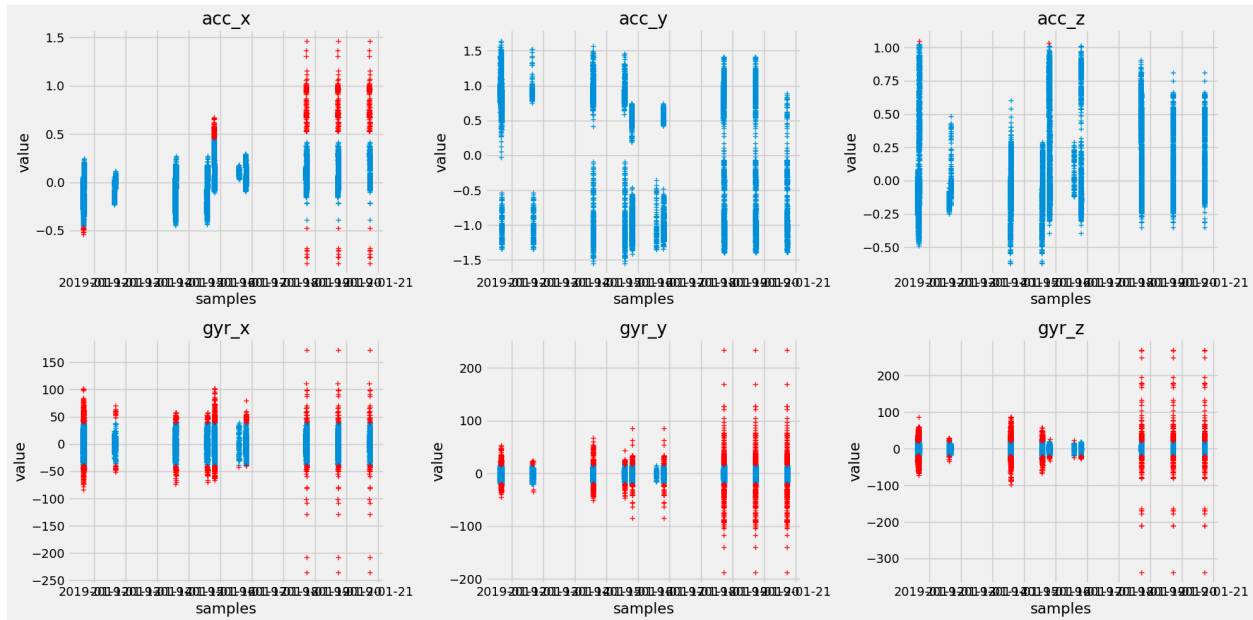 acc_x
acc_y
acc_z
1.5
1.0
0.5
0.0
−0.5
value
1.5
1.0
0.5
0.0
−0.5
−1.0
−1.5
value
1.00
0.75
0.50
0.25
0.00
−0.25
−0.50
value
samples
samples
samples
gyr_x
gyr_y
gyr_z
150
100
50
0
−50
−100
−150
−200
−250
value
200
100
0
−100
−200
value
200
100
0
−100
−200
−300
value
samples
samples
samples